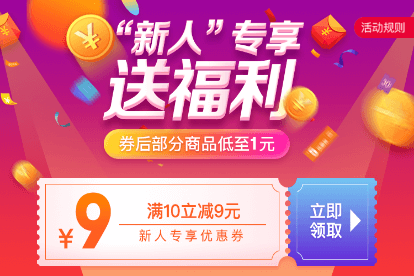 活动规则
“新人”专享
送福利
券后部分商品低至1元
¥9
满10立减9元
新人专享优惠券
立即
领取